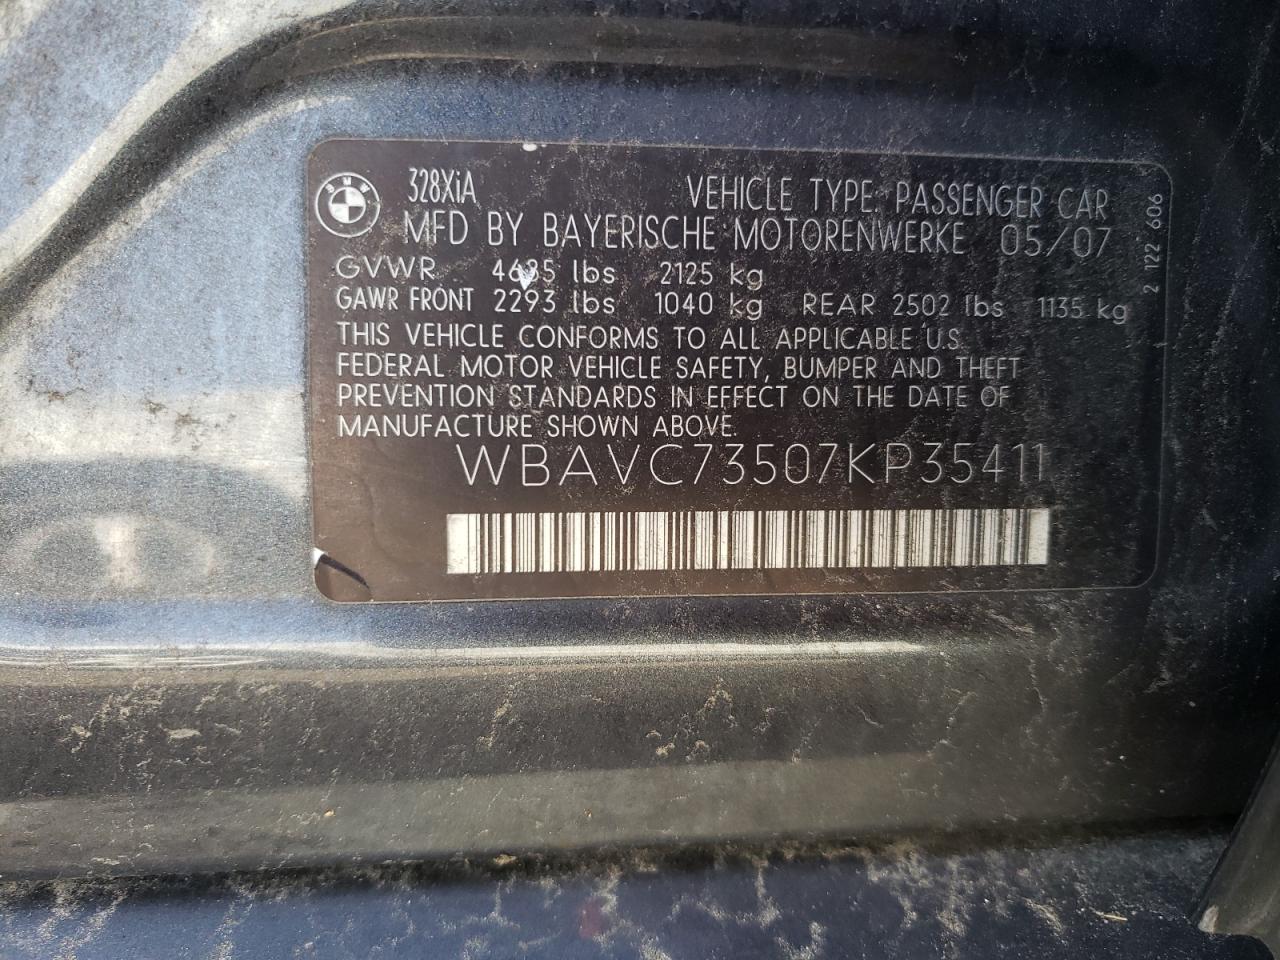 BMW
328XiA VEHICLE TYPE: PASSENGER CAR
MFD BY BAYERISCHE MOTORENWERKE 05/07
GVWR 4685 lbs 2125 kg
GAWR FRONT 2293 lbs 1040 kg REAR 2502 lbs 1135 kg
THIS VEHICLE CONFORMS TO ALL APPLICABLE U.S.
FEDERAL MOTOR VEHICLE SAFETY, BUMPER AND THEFT
PREVENTION STANDARDS IN EFFECT ON THE DATE OF
MANUFACTURE SHOWN ABOVE.
WBAVC73507KP35411
2 122 606